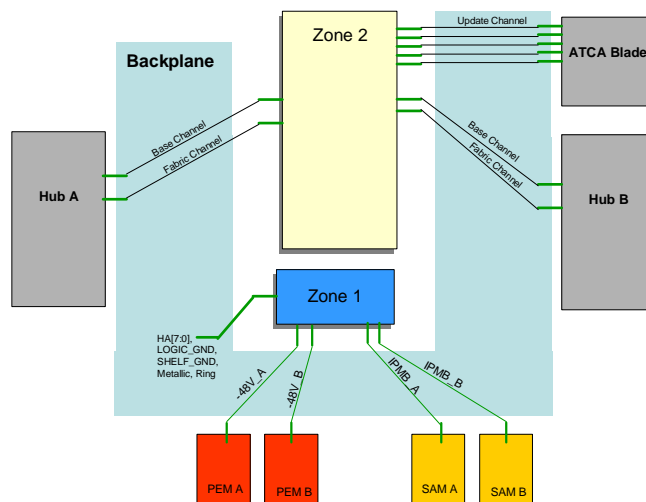 Zone 2
Update Channel
ATCA Blade
Backplane
Base Channel
Fabric Channel
Base Channel
Fabric Channel
Hub A
Hub B
Zone 1
HA[7:0],
LOGIC_GND,
SHELF_GND,
Metallic, Ring
-48V_A
-48V_B
IPMB_A
IPMB_B
PEM A
PEM B
SAM A
SAM B